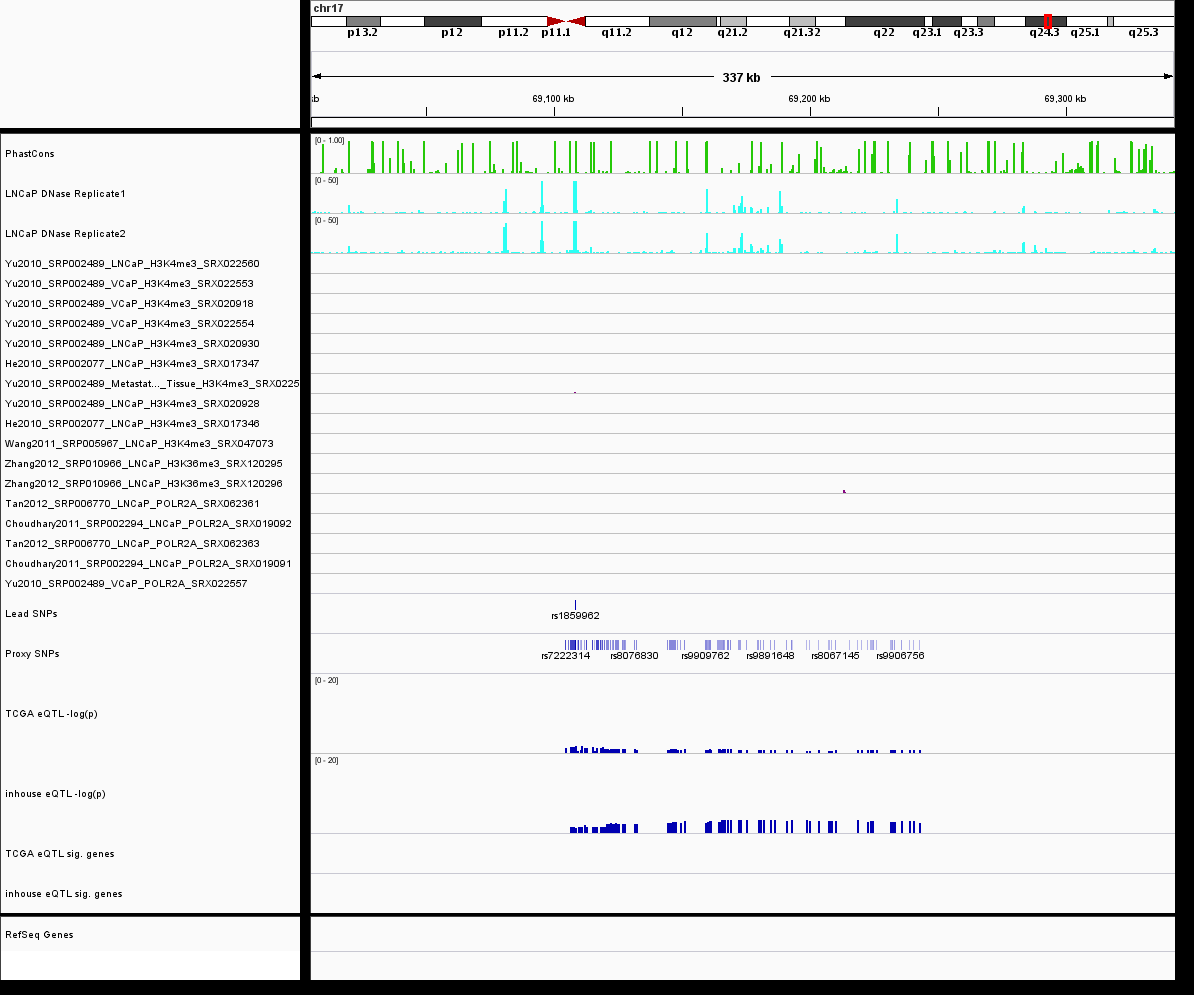 chr17
p13.2 p12 p11.2 p11.1 q11.2 q12 q21.2 q21.32 q22 q23.1 q23.3 q24.3 q25.1 q25.3
337 kb
kb 69,100 kb 69,200 kb 69,300 kb
PhastCons [0 - 1.00]
LNCaP DNase Replicate1 [0 - 50]
LNCaP DNase Replicate2 [0 - 50]
Yu2010_SRP002489_LNCaP_H3K4me3_SRX022560
Yu2010_SRP002489_VCaP_H3K4me3_SRX022553
Yu2010_SRP002489_VCaP_H3K4me3_SRX020918
Yu2010_SRP002489_VCaP_H3K4me3_SRX022554
Yu2010_SRP002489_LNCaP_H3K4me3_SRX020930
He2010_SRP002077_LNCaP_H3K4me3_SRX017347
Yu2010_SRP002489_Metastat..._Tissue_H3K4me3_SRX0225
Yu2010_SRP002489_LNCaP_H3K4me3_SRX020928
He2010_SRP002077_LNCaP_H3K4me3_SRX017346
Wang2011_SRP005967_LNCaP_H3K4me3_SRX047073
Zhang2012_SRP010966_LNCaP_H3K36me3_SRX120295
Zhang2012_SRP010966_LNCaP_H3K36me3_SRX120296
Tan2012_SRP006770_LNCaP_POLR2A_SRX062361
Choudhary2011_SRP002294_LNCaP_POLR2A_SRX019092
Tan2012_SRP006770_LNCaP_POLR2A_SRX062363
Choudhary2011_SRP002294_LNCaP_POLR2A_SRX019091
Yu2010_SRP002489_VCaP_POLR2A_SRX022557
Lead SNPs rs1859962
Proxy SNPs rs7222314 rs8076830 rs9909762 rs9891648 rs8067145 rs9906756
[0 - 20]
TCGA eQTL -log(p)
[0 - 20]
inhouse eQTL -log(p)
TCGA eQTL sig. genes
inhouse eQTL sig. genes
RefSeq Genes